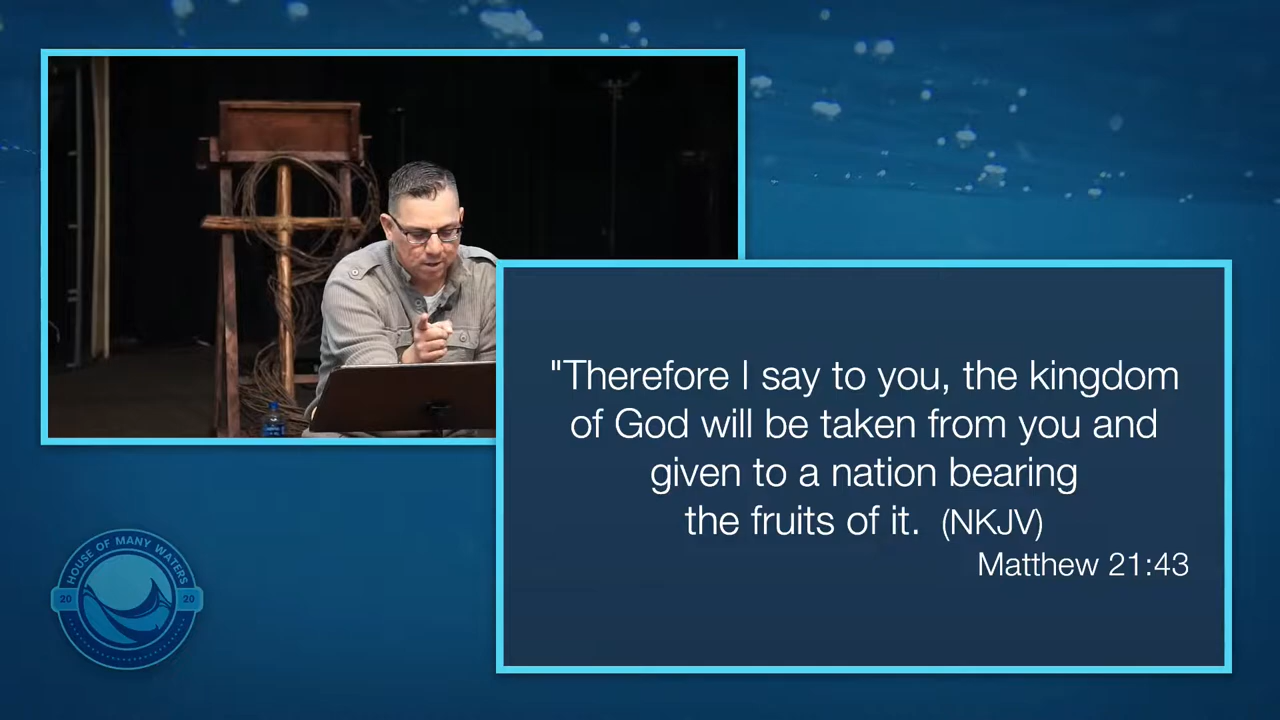 "Therefore I say to you, the kingdom
of God will be taken from you and
given to a nation bearing
the fruits of it. (NKJV)
Matthew 21:43
HOUSE OF MANY WATERS
20 20